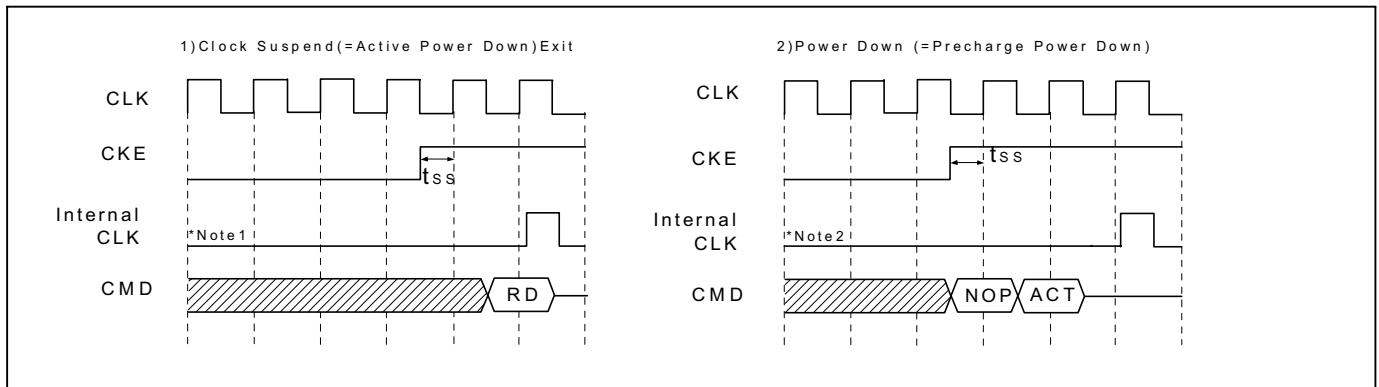 1)Clock Suspend(=Active Power Down)Exit
CLK
CKE
tss
Internal
CLK
*Note1
CMD
RD
2)Power Down (=Precharge Power Down)
CLK
CKE
tss
Internal
CLK
*Note2
CMD
NOP
ACT